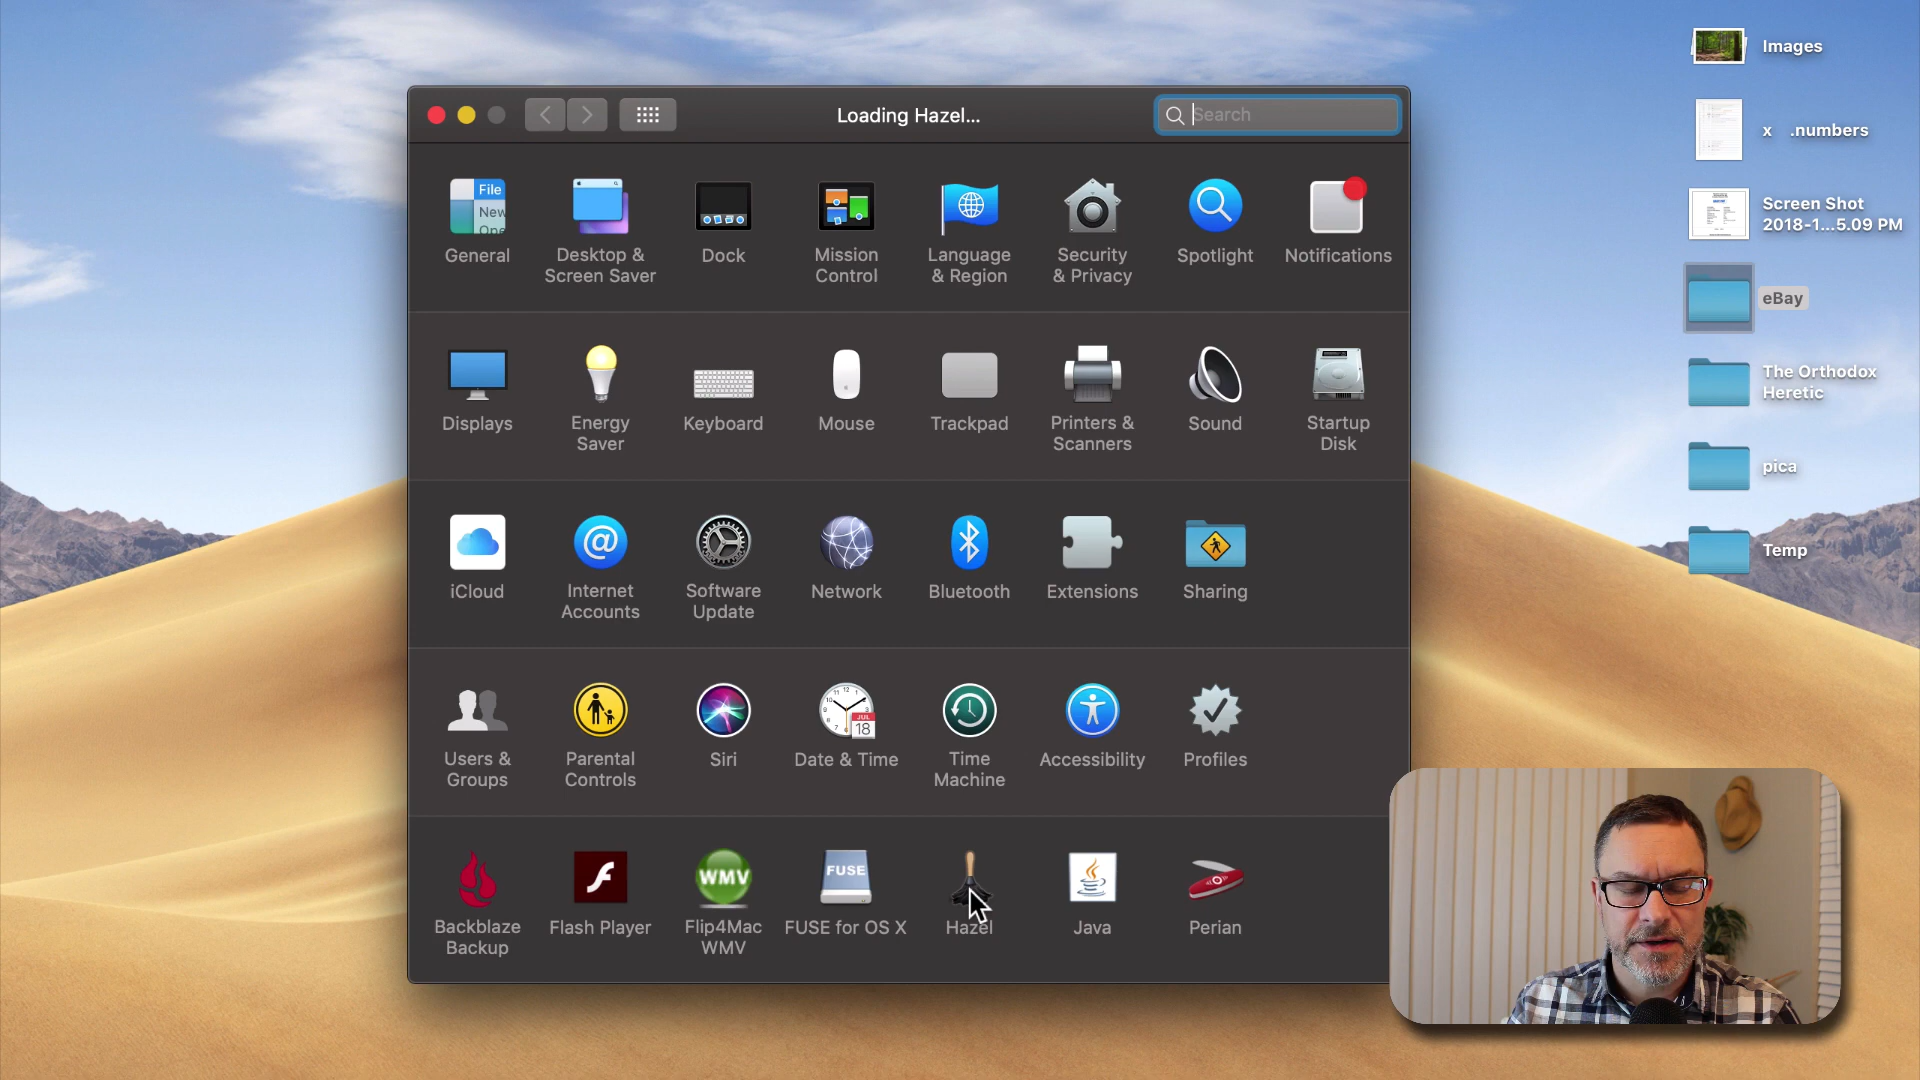 Loading Hazel...
Search
File
New
General
Desktop &
Screen Saver
Dock
Mission
Control
Language
& Region
Security
& Privacy
Spotlight
Notifications
Displays
Energy
Saver
Keyboard
Mouse
Trackpad
Printers &
Scanners
Sound
Startup
Disk
iCloud
Internet
Accounts
Software
Update
Network
Bluetooth
Extensions
Sharing
Users &
Groups
Parental
Controls
Siri
JUL
18
Date & Time
Time
Machine
Accessibility
Profiles
Backblaze
Backup
Flash Player
WMV
Flip4Mac
WMV
FUSE
FUSE for OS X
Hazel
Java
Perian
Images
x .numbers
Screen Shot
2018-1...5.09 PM
eBay
The Orthodox
Heretic
pica
Temp